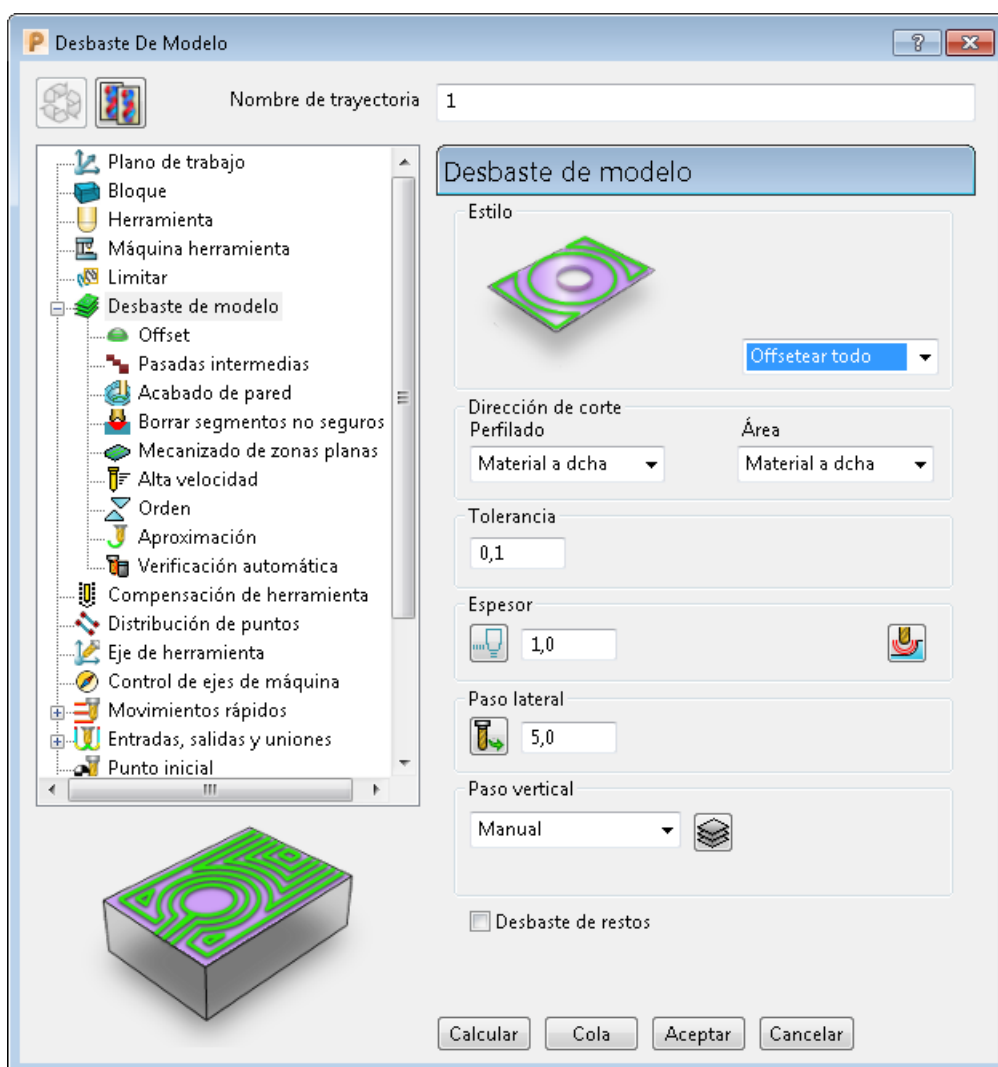 Desbaste De Modelo
Nombre de trayectoria 1
Plano de trabajo
Bloque
Herramienta
Máquina herramienta
Limitar
Desbaste de modelo
Offset
Pasadas intermedias
Acabado de pared
Borrar segmentos no seguros
Mecanizado de zonas planas
Alta velocidad
Orden
Aproximación
Verificación automática
Compensación de herramienta
Distribución de puntos
Eje de herramienta
Control de ejes de máquina
Movimientos rápidos
Entradas, salidas y uniones
Punto inicial
Desbaste de modelo
Estilo
Offsetear todo
Dirección de corte
Perfilado Área
Material a dcha Material a dcha
Tolerancia
0,1
Espesor
1,0
Paso lateral
5,0
Paso vertical
Manual
Desbaste de restos
Calcular Cola Aceptar Cancelar